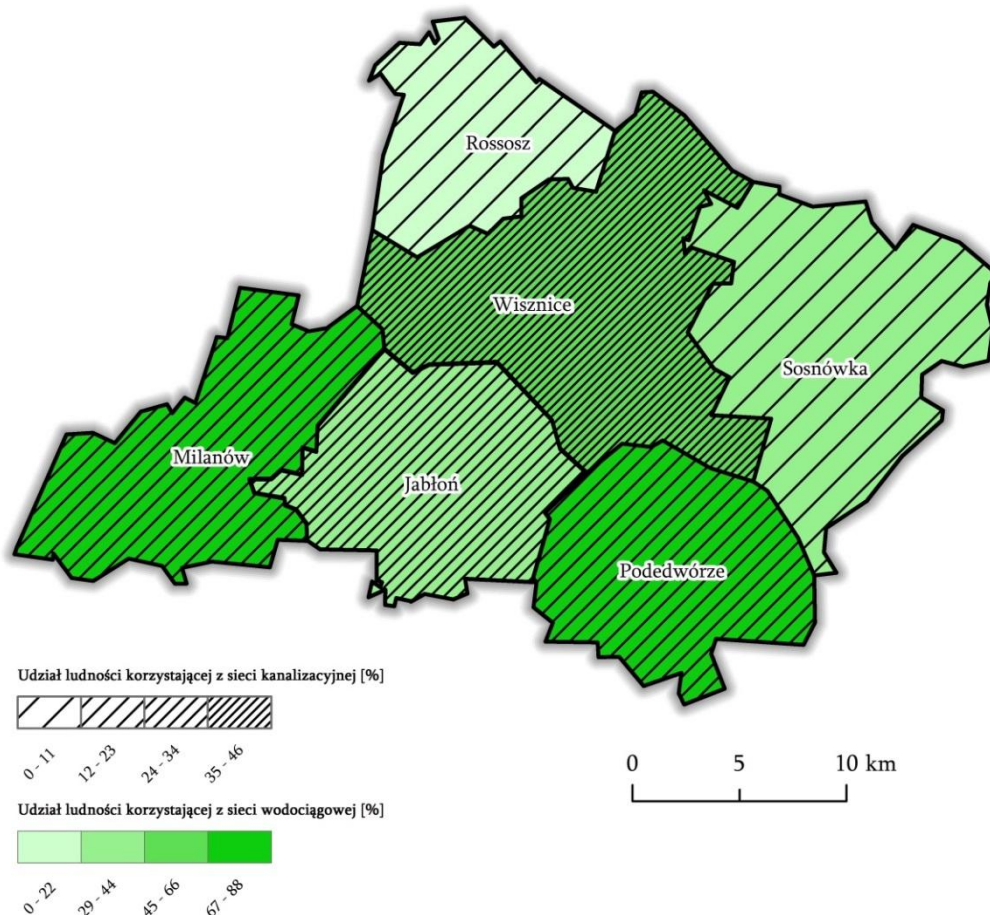 Rossosz
Wisznice
Sosnówka
Milanów
Jabłoń
Podedwórze
Udział ludności korzystającej z sieci kanalizacyjnej [%]
0 - 11
12 - 23
24 - 34
35 - 46
0 5 10 km
Udział ludności korzystającej z sieci wodociągowej [%]
0 - 22
29 - 44
45 - 66
67 - 88